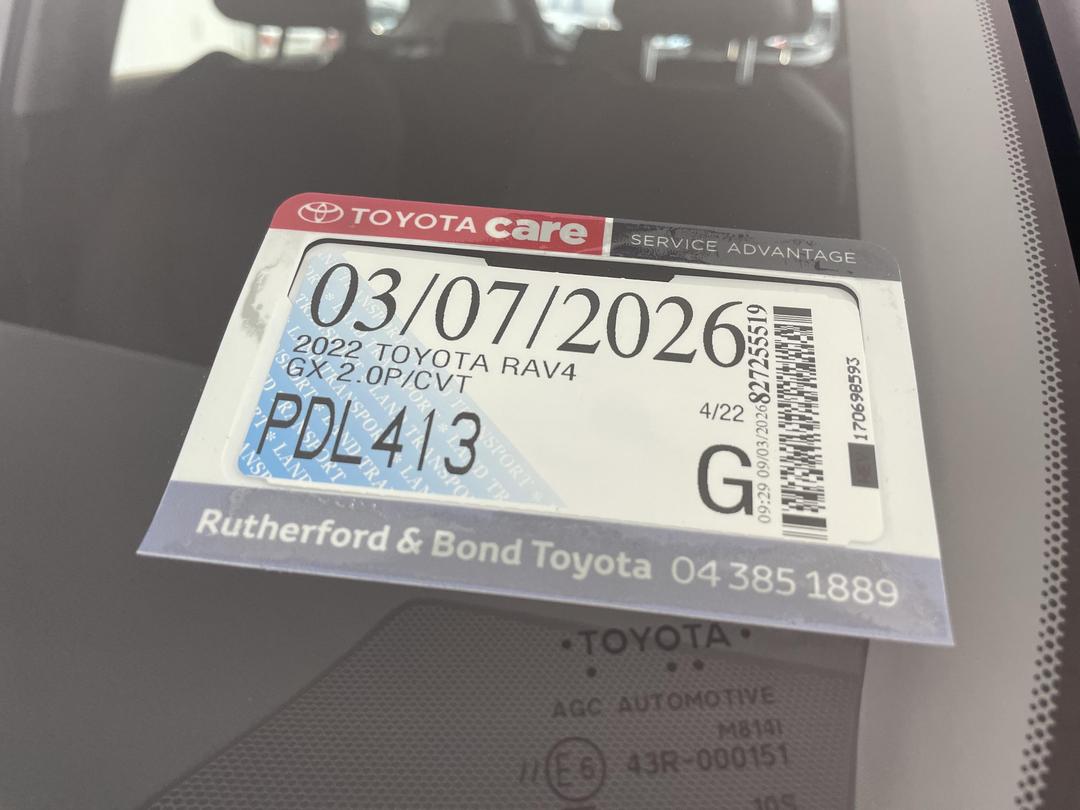 TOYOTA care SERVICE ADVANTAGE
03/07/2026
2022 TOYOTA RAV4
GX 2.0P/CVT
PDL413
4/22
G
09:29 09/03/2026
827255519
170698593
Rutherford & Bond Toyota 04 385 1889
•TOYOTA•
AGC AUTOMOTIVE
M814I
// E6 43R-000151